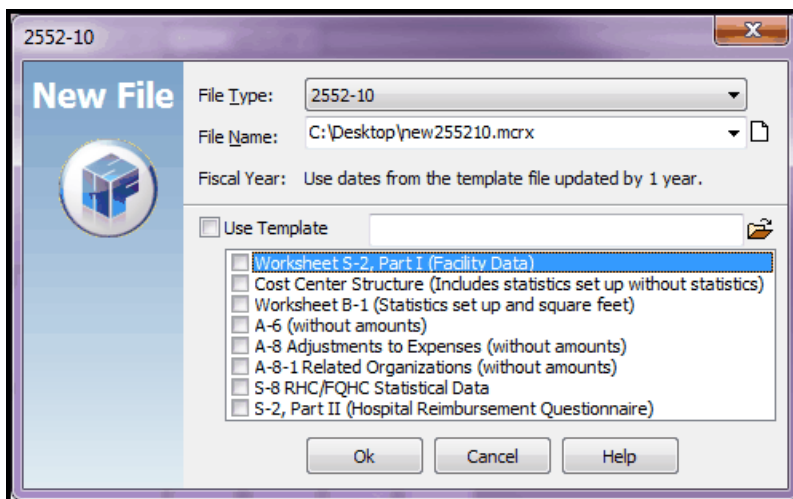 2552-10
New File
File Type: 2552-10
File Name: C:\Desktop\new255210.mcrx
Fiscal Year: Use dates from the template file updated by 1 year.
Use Template
Worksheet S-2, Part I (Facility Data)
Cost Center Structure (Includes statistics set up without statistics)
Worksheet B-1 (Statistics set up and square feet)
A-6 (without amounts)
A-8 Adjustments to Expenses (without amounts)
A-8-1 Related Organizations (without amounts)
S-8 RHC/FQHC Statistical Data
S-2, Part II (Hospital Reimbursement Questionnaire)
Ok Cancel Help